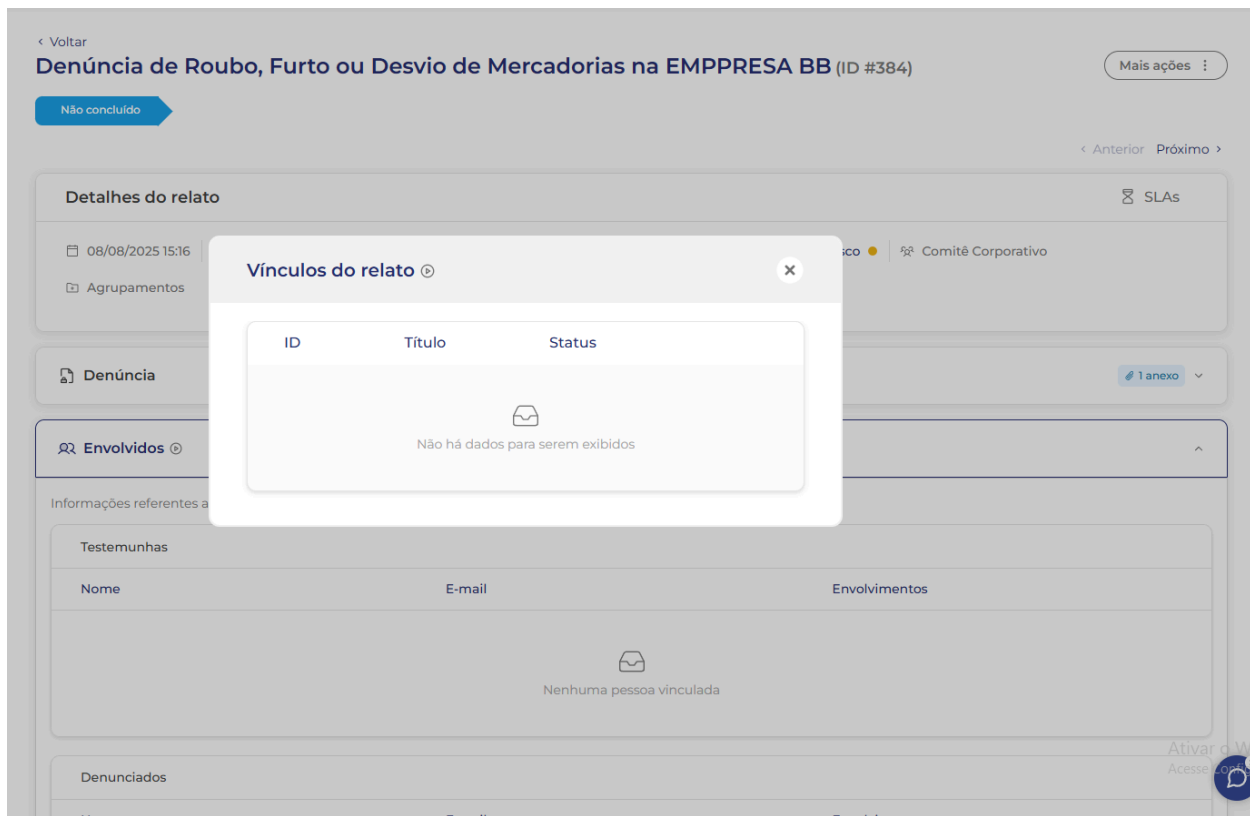 Voltar
Denúncia de Roubo, Furto ou Desvio de Mercadorias na EMPPRESA BB (ID #384)
Mais ações
Não concluído
Anterior Próximo
Detalhes do relato
SLAs
08/08/2025 15:16
Comitê Corporativo
Agrupamentos
Vínculos do relato
ID Título Status
Não há dados para serem exibidos
Denúncia
1 anexo
Envolvidos
Informações referentes a
Testemunhas
Nome E-mail Envolvimentos
Nenhuma pessoa vinculada
Ativar o W
Denunciados
Acesse